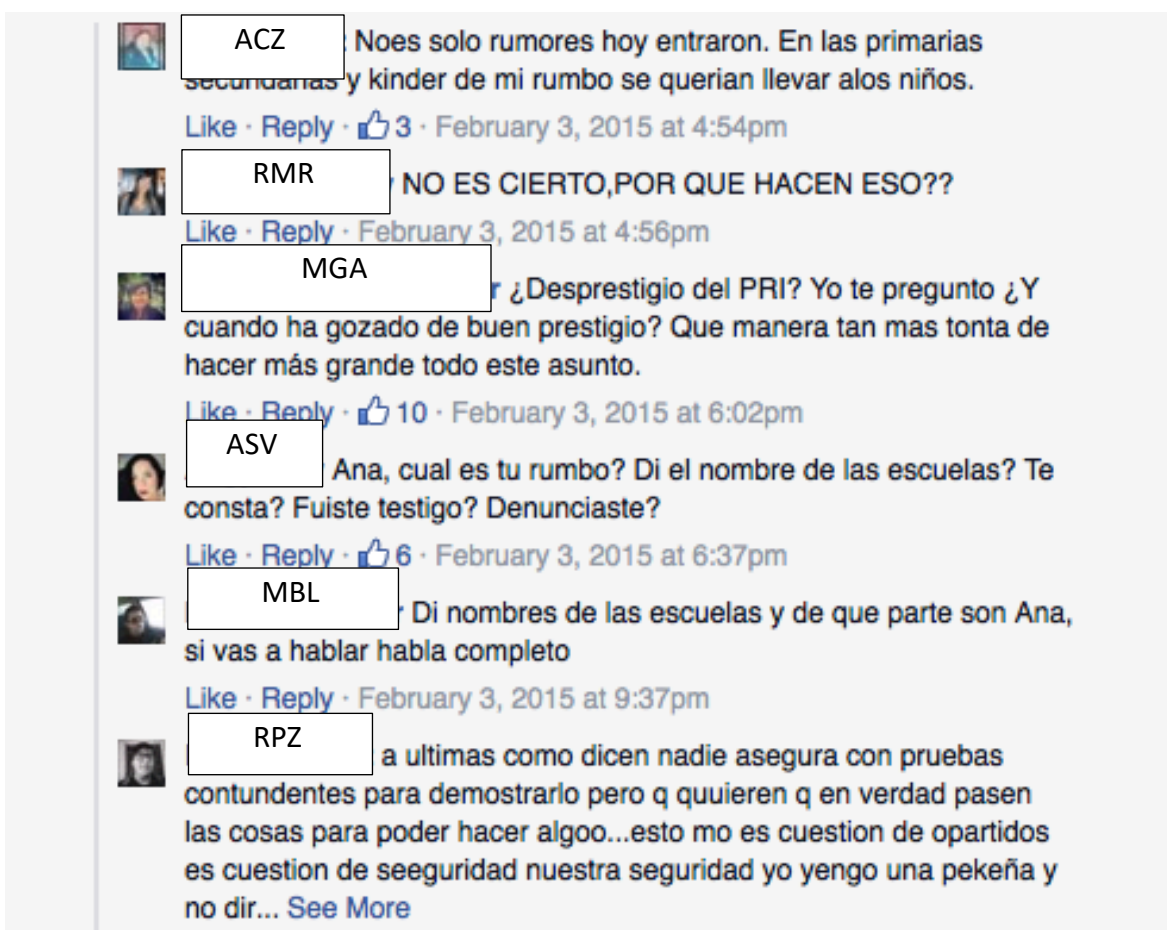 ACZ : Noes solo rumores hoy entraron. En las primarias
secundarias y kinder de mi rumbo se querian llevar alos niños.
Like · Reply · 3 · February 3, 2015 at 4:54pm
RMR NO ES CIERTO,POR QUE HACEN ESO??
Like · Reply · February 3, 2015 at 4:56pm
MGA r ¿Desprestigio del PRI? Yo te pregunto ¿Y
cuando ha gozado de buen prestigio? Que manera tan mas tonta de
hacer más grande todo este asunto.
Like · Reply · 10 · February 3, 2015 at 6:02pm
ASV Ana, cual es tu rumbo? Di el nombre de las escuelas? Te
consta? Fuiste testigo? Denunciaste?
Like · Reply · 6 · February 3, 2015 at 6:37pm
MBL Di nombres de las escuelas y de que parte son Ana,
si vas a hablar habla completo
Like · Reply · February 3, 2015 at 9:37pm
RPZ a ultimas como dicen nadie asegura con pruebas
contundentes para demostrarlo pero q quuieren q en verdad pasen
las cosas para poder hacer algoo...esto mo es cuestion de opartidos
es cuestion de seeguridad nuestra seguridad yo yengo una pekeña y
no dir... See More